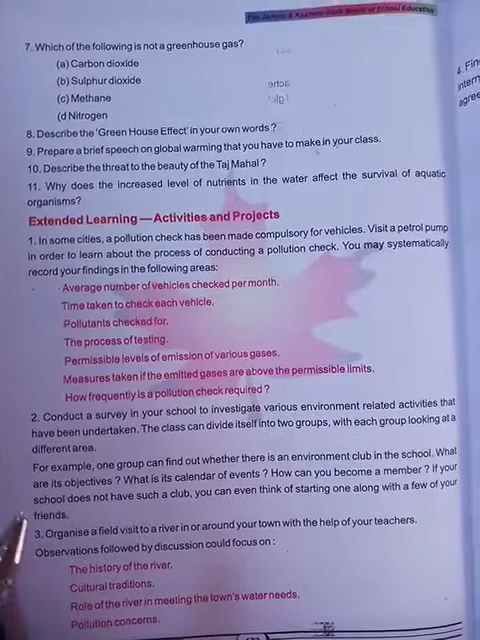 The Jammu & Kashmir State Board of School Education
7. Which of the following is not a greenhouse gas?
(a) Carbon dioxide
(b) Sulphur dioxide
(c) Methane
(d Nitrogen
8. Describe the 'Green House Effect' in your own words ?
9. Prepare a brief speech on global warming that you have to make in your class.
10. Describe the threat to the beauty of the Taj Mahal ?
11. Why does the increased level of nutrients in the water affect the survival of aquatic
organisms?
Extended Learning — Activities and Projects
1. In some cities, a pollution check has been made compulsory for vehicles. Visit a petrol pump
in order to learn about the process of conducting a pollution check. You may systematically
record your findings in the following areas:
Average number of vehicles checked per month.
Time taken to check each vehicle.
Pollutants checked for.
The process of testing.
Permissible levels of emission of various gases.
Measures taken if the emitted gases are above the permissible limits.
How frequently is a pollution check required ?
2. Conduct a survey in your school to investigate various environment related activities that
have been undertaken. The class can divide itself into two groups, with each group looking at a
different area.
For example, one group can find out whether there is an environment club in the school. What
are its objectives ? What is its calendar of events ? How can you become a member ? If your
school does not have such a club, you can even think of starting one along with a few of your
friends.
3. Organise a field visit to a river in or around your town with the help of your teachers.
Observations followed by discussion could focus on :
The history of the river.
Cultural traditions.
Role of the river in meeting the town's water needs.
Pollution concerns.
4. Fin
intern
agree